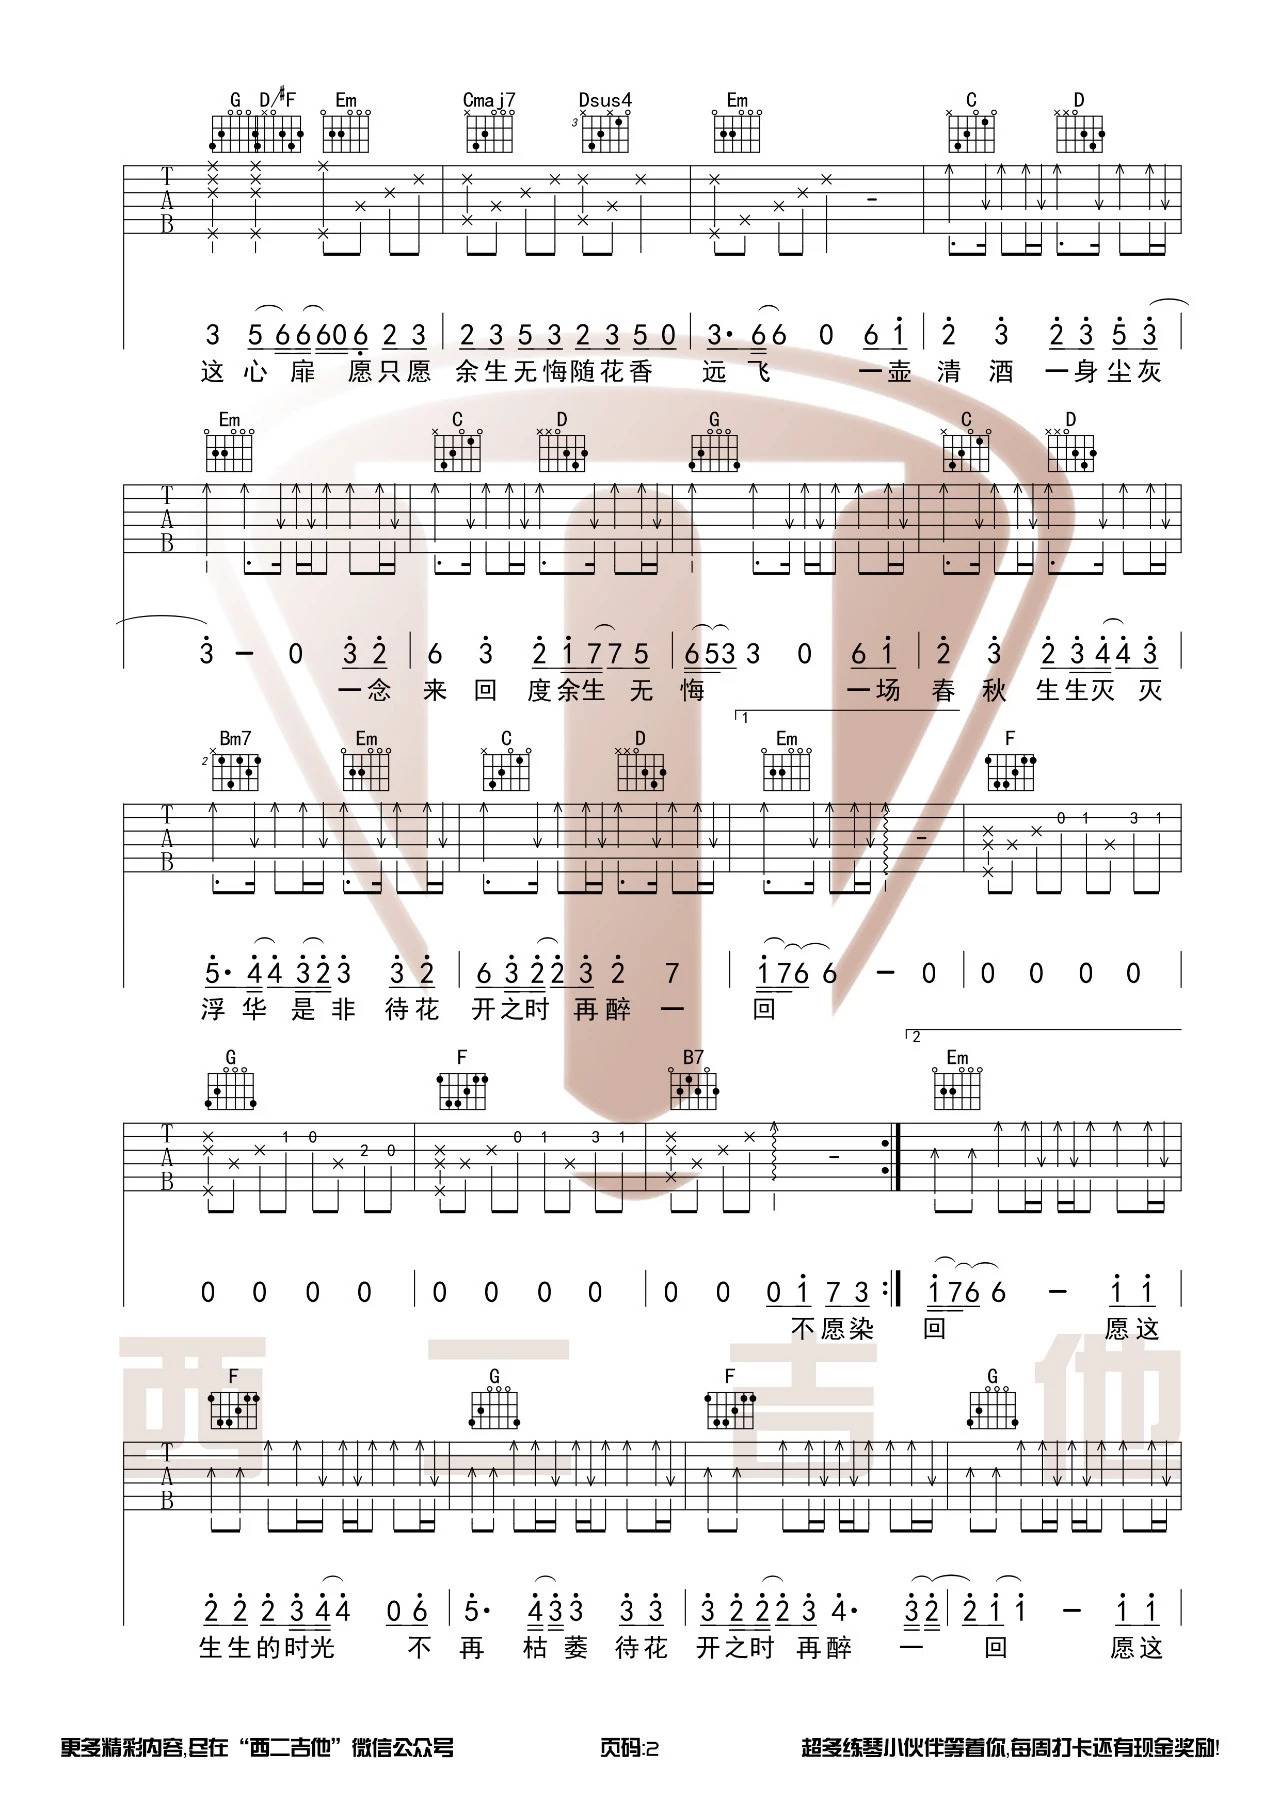 G D/#F Em Cmaj7 Dsus4 Em C D
3
T
A
B
3 5 6 6 6 0 6 2 3 2 3 5 3 2 3 5 0 3· 6 6 0 6 1 2 3 2 3 5 3
这心扉 愿只愿 余生无悔随花香 远飞 一壶清酒一身尘灰
Em C D G C D
T
A
B
3 - 0 3 2 6 3 2 1 7 7 5 6 5 3 3 0 6 1 2 3 2 3 4 4 3
一念来回度余生无悔 一场春秋生生灭灭
1
Bm7 Em C D Em F
2
T
A
B
0 1 3 1
5· 4 4 3 2 3 3 2 6 3 2 2 3 2 7 1 7 6 6 - 0 0 0 0 0
浮华是非待花开之时再醉一回
2
G F B7 Em
T
A
B
1 0 2 0 0 1 3 1
0 0 0 0 0 0 0 0 0 0 0 1 7 3 1 7 6 6 - 1 1
不愿染 回 愿这
西二吉他
F G F G
T
A
B
2 2 2 3 4 4 0 6 5· 4 3 3 3 3 3 2 2 2 3 4· 3 2 2 1 1 - 1 1
生生的时光 不再枯萎待花开之时再醉一回 愿这
更多精彩内容,尽在“西二吉他”微信公众号 页码:2 超多练琴小伙伴等着你,每周打卡还有现金奖励!